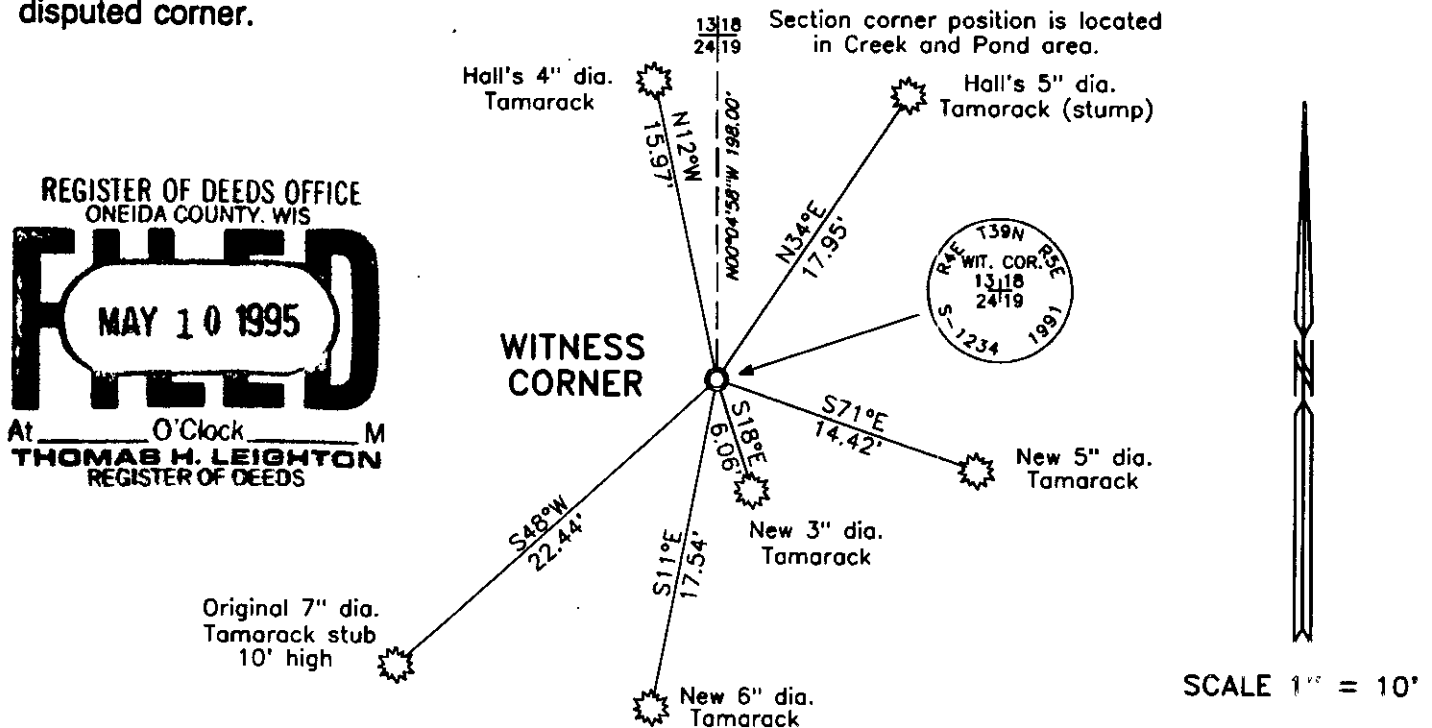 disputed corner.
13 18
24 19
Section corner position is located
in Creek and Pond area.
Hall's 4" dia.
Tamarack
Hall's 5" dia.
Tamarack (stump)
N12°W
15.97'
N00°04'58"W 198.00'
N34°E
17.95'
REGISTER OF DEEDS OFFICE
ONEIDA COUNTY. WIS
FILED
MAY 10 1995
At ________ O'Clock ________ M
THOMAS H. LEIGHTON
REGISTER OF DEEDS
T39N
R4E R5E
WIT. COR.
13 18
24 19
S-1234 1991
WITNESS
CORNER
S71°E
14.42'
S18°E
6.06'
New 5" dia.
Tamarack
New 3" dia.
Tamarack
S48°W
22.44'
S11°E
17.54'
Original 7" dia.
Tamarack stub
10' high
New 6" dia.
Tamarack
N
SCALE 1" = 10'